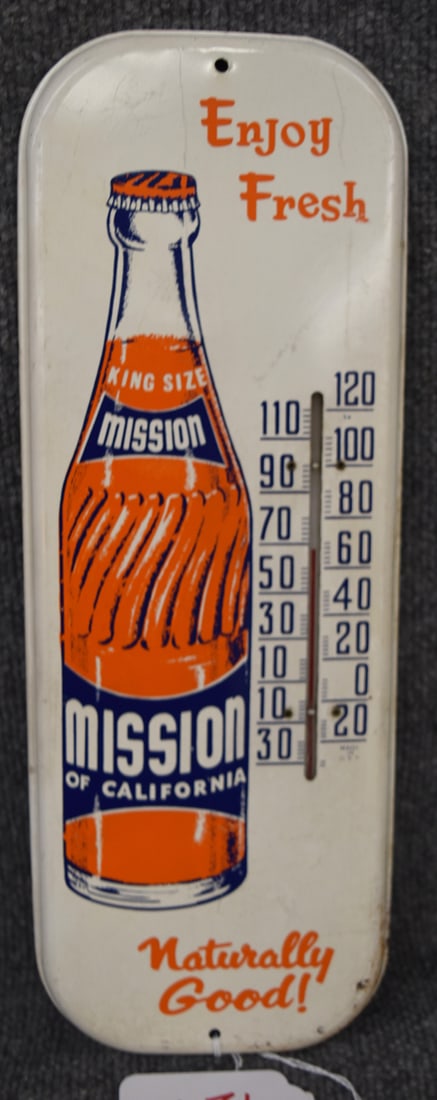 Enjoy
Fresh
KING SIZE
mission
120
110
100
90
80
70
60
50
40
30
20
10
0
10
20
30
MISSION
OF CALIFORNIA
Naturally
Good!